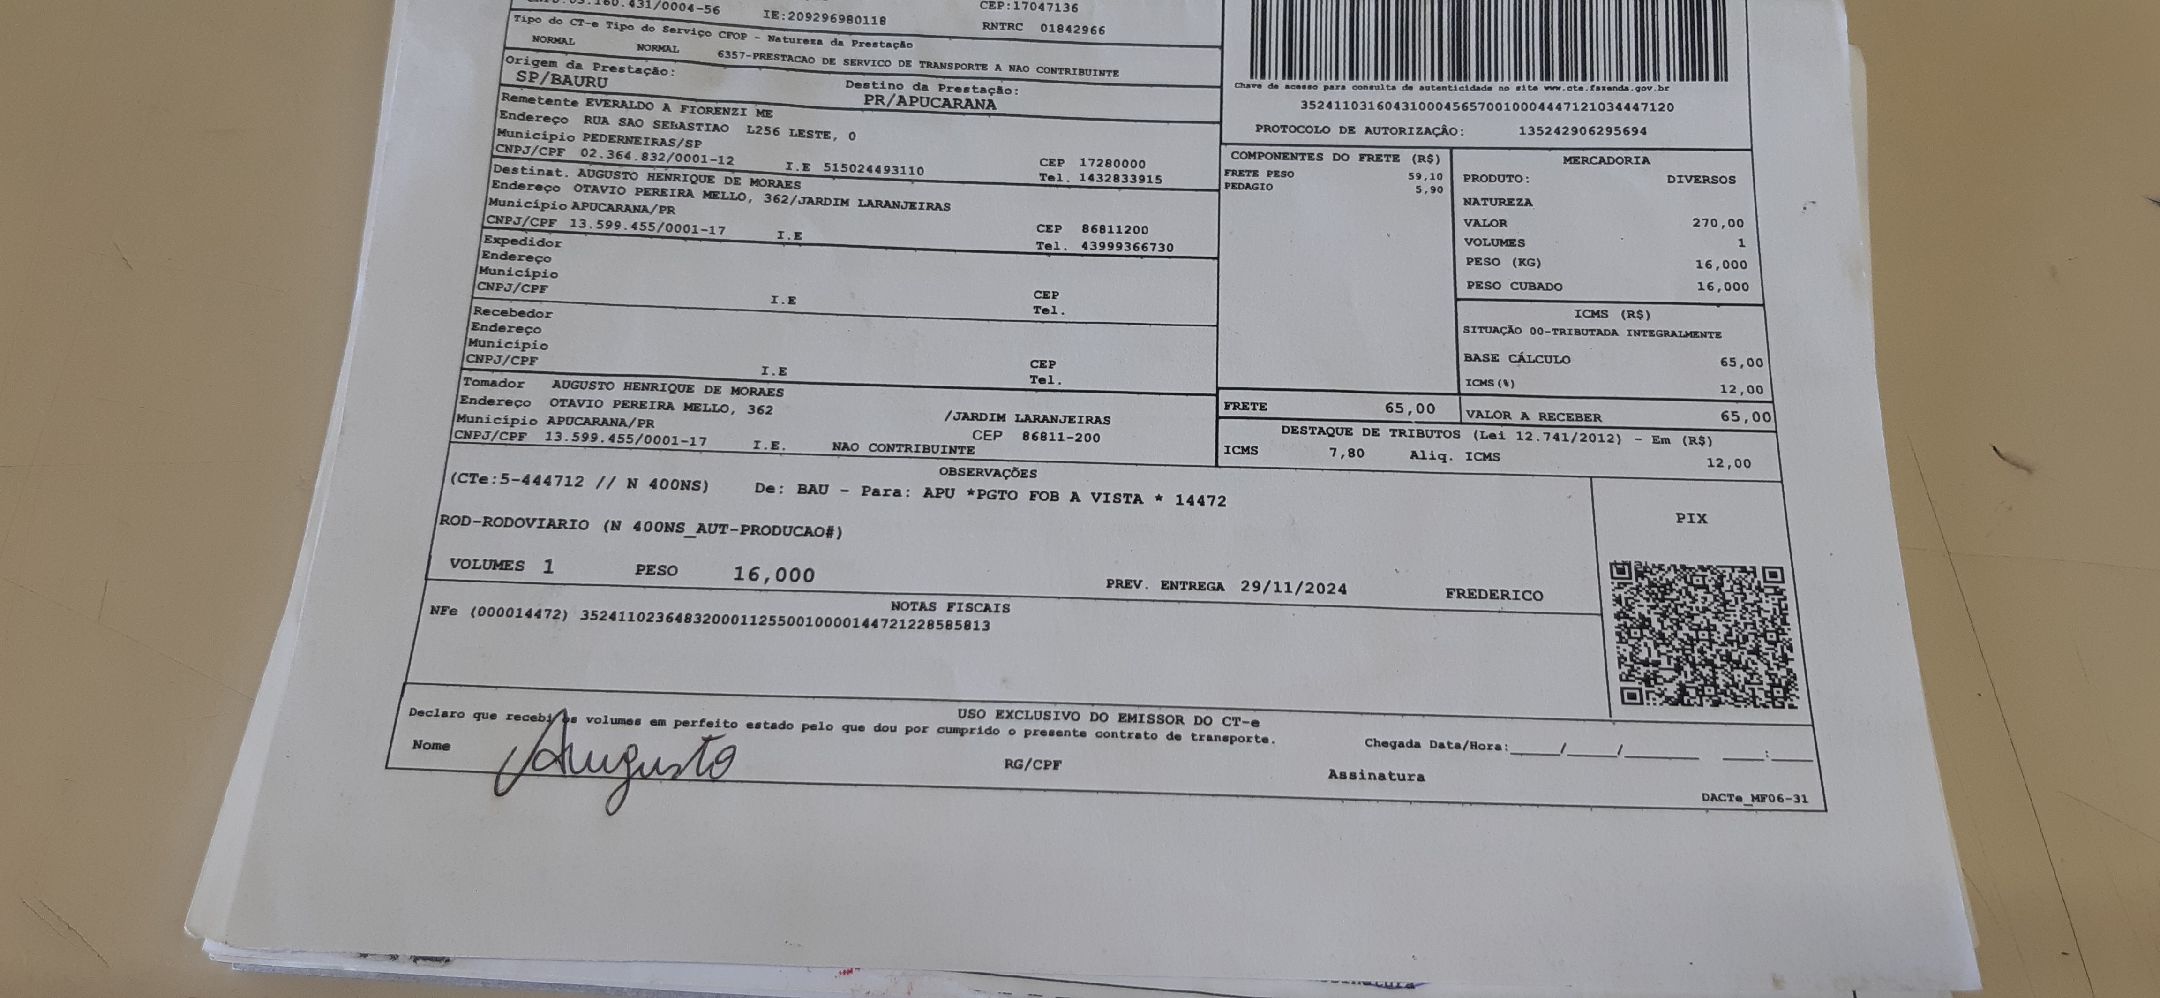 03.160.431/0004-56 IE:209296980118 CEP:17047136
RNTRC 01842966
Tipo do CT-e Tipo do Serviço CFOP - Natureza da Prestação
NORMAL NORMAL 6357-PRESTACAO DE SERVICO DE TRANSPORTE A NAO CONTRIBUINTE
Origem da Prestação: Destino da Prestação:
SP/BAURU PR/APUCARANA
Remetente EVERALDO A FIORENZI ME
Endereço RUA SAO SEBASTIAO L256 LESTE, 0
Município PEDERNEIRAS/SP CEP 17280000
CNPJ/CPF 02.364.832/0001-12 I.E 515024493110 Tel. 1432833915
Destinat. AUGUSTO HENRIQUE DE MORAES
Endereço OTAVIO PEREIRA MELLO, 362/JARDIM LARANJEIRAS
Município APUCARANA/PR CEP 86811200
CNPJ/CPF 13.599.455/0001-17 I.E Tel. 43999366730
Expedidor
Endereço
Município CEP
CNPJ/CPF I.E Tel.
Recebedor
Endereço
Município CEP
CNPJ/CPF I.E Tel.
Tomador AUGUSTO HENRIQUE DE MORAES
Endereço OTAVIO PEREIRA MELLO, 362 /JARDIM LARANJEIRAS
Município APUCARANA/PR CEP 86811-200
CNPJ/CPF 13.599.455/0001-17 I.E. NAO CONTRIBUINTE
Chave de acesso para consulta de autenticidade no site www.cte.fazenda.gov.br
35241103160431000456570010004447121034447120
PROTOCOLO DE AUTORIZAÇÃO: 135242906295694
COMPONENTES DO FRETE (R$)
FRETE PESO 59,10
PEDAGIO 5,90
MERCADORIA
PRODUTO: DIVERSOS
NATUREZA
VALOR 270,00
VOLUMES 1
PESO (KG) 16,000
PESO CUBADO 16,000
ICMS (R$)
SITUAÇÃO 00-TRIBUTADA INTEGRALMENTE
BASE CÁLCULO 65,00
ICMS(%) 12,00
FRETE 65,00 VALOR A RECEBER 65,00
DESTAQUE DE TRIBUTOS (Lei 12.741/2012) - Em (R$)
ICMS 7,80 Aliq. ICMS 12,00
OBSERVAÇÕES
(CTe:5-444712 // N 400NS) De: BAU - Para: APU *PGTO FOB A VISTA * 14472
ROD-RODOVIARIO (N 400NS_AUT-PRODUCAO#)
VOLUMES 1 PESO 16,000 PREV. ENTREGA 29/11/2024 FREDERICO
PIX
NOTAS FISCAIS
NFe (000014472) 35241102364832000112550010000144721228585813
USO EXCLUSIVO DO EMISSOR DO CT-e
Declaro que recebi os volumes em perfeito estado pelo que dou por cumprido o presente contrato de transporte.
Chegada Data/Hora:____/____/______ ____:____
Nome Augusto RG/CPF Assinatura
DACTe_MF06-31